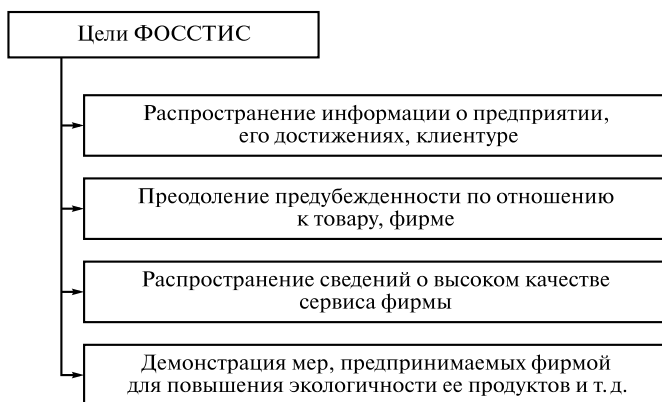 Цели ФОССТИС
Распространение информации о предприятии,
его достижениях, клиентуре
Преодоление предубежденности по отношению
к товару, фирме
Распространение сведений о высоком качестве
сервиса фирмы
Демонстрация мер, предпринимаемых фирмой
для повышения экологичности ее продуктов и т. д.